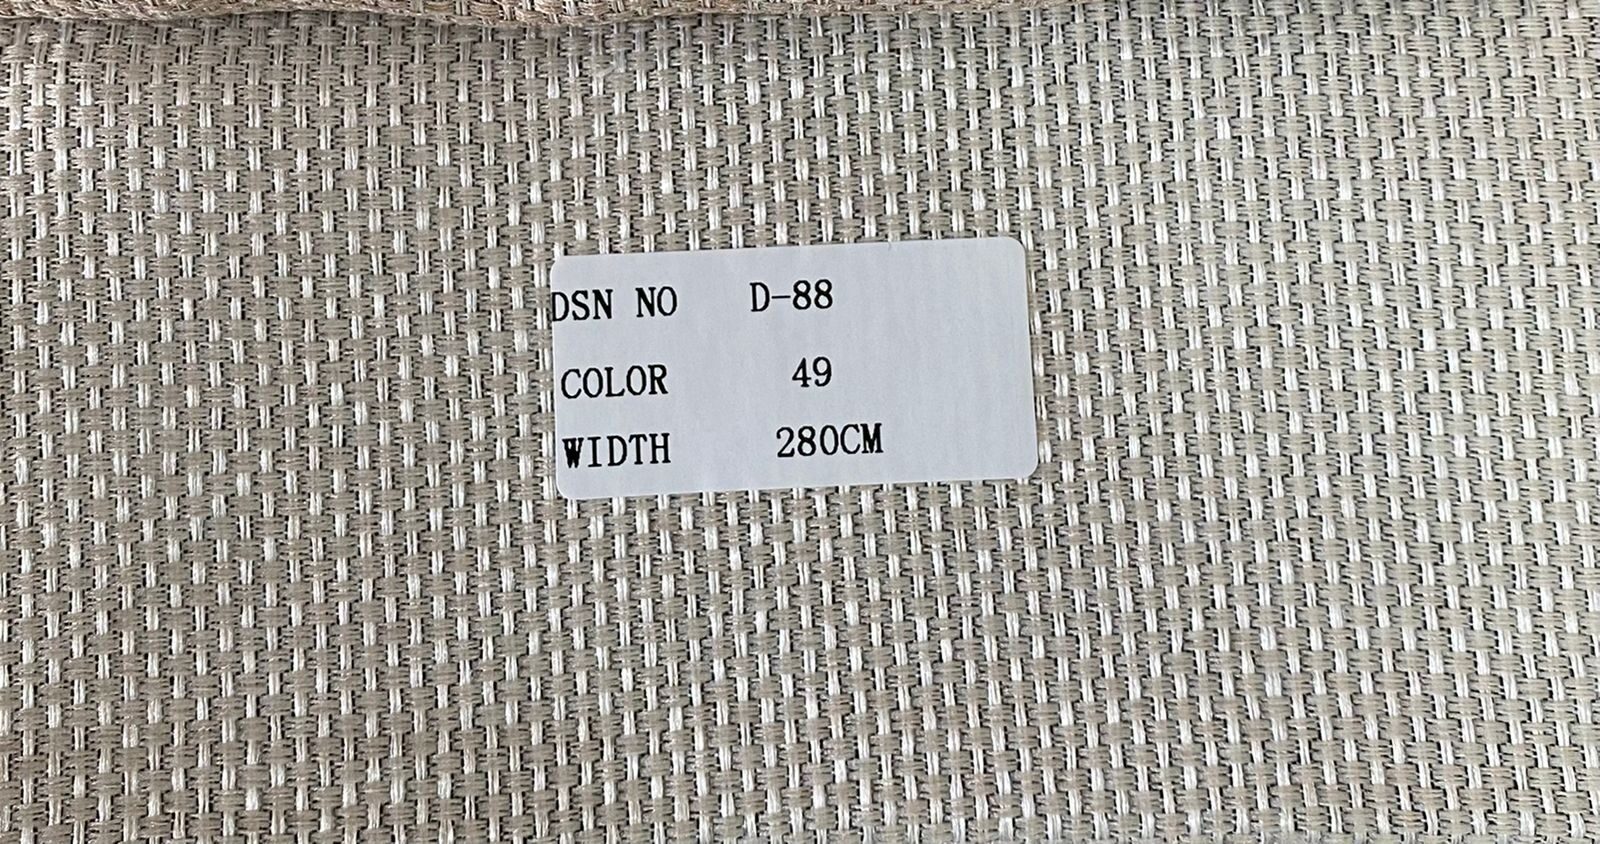 DSN NO D-88
COLOR 49
WIDTH 280CM